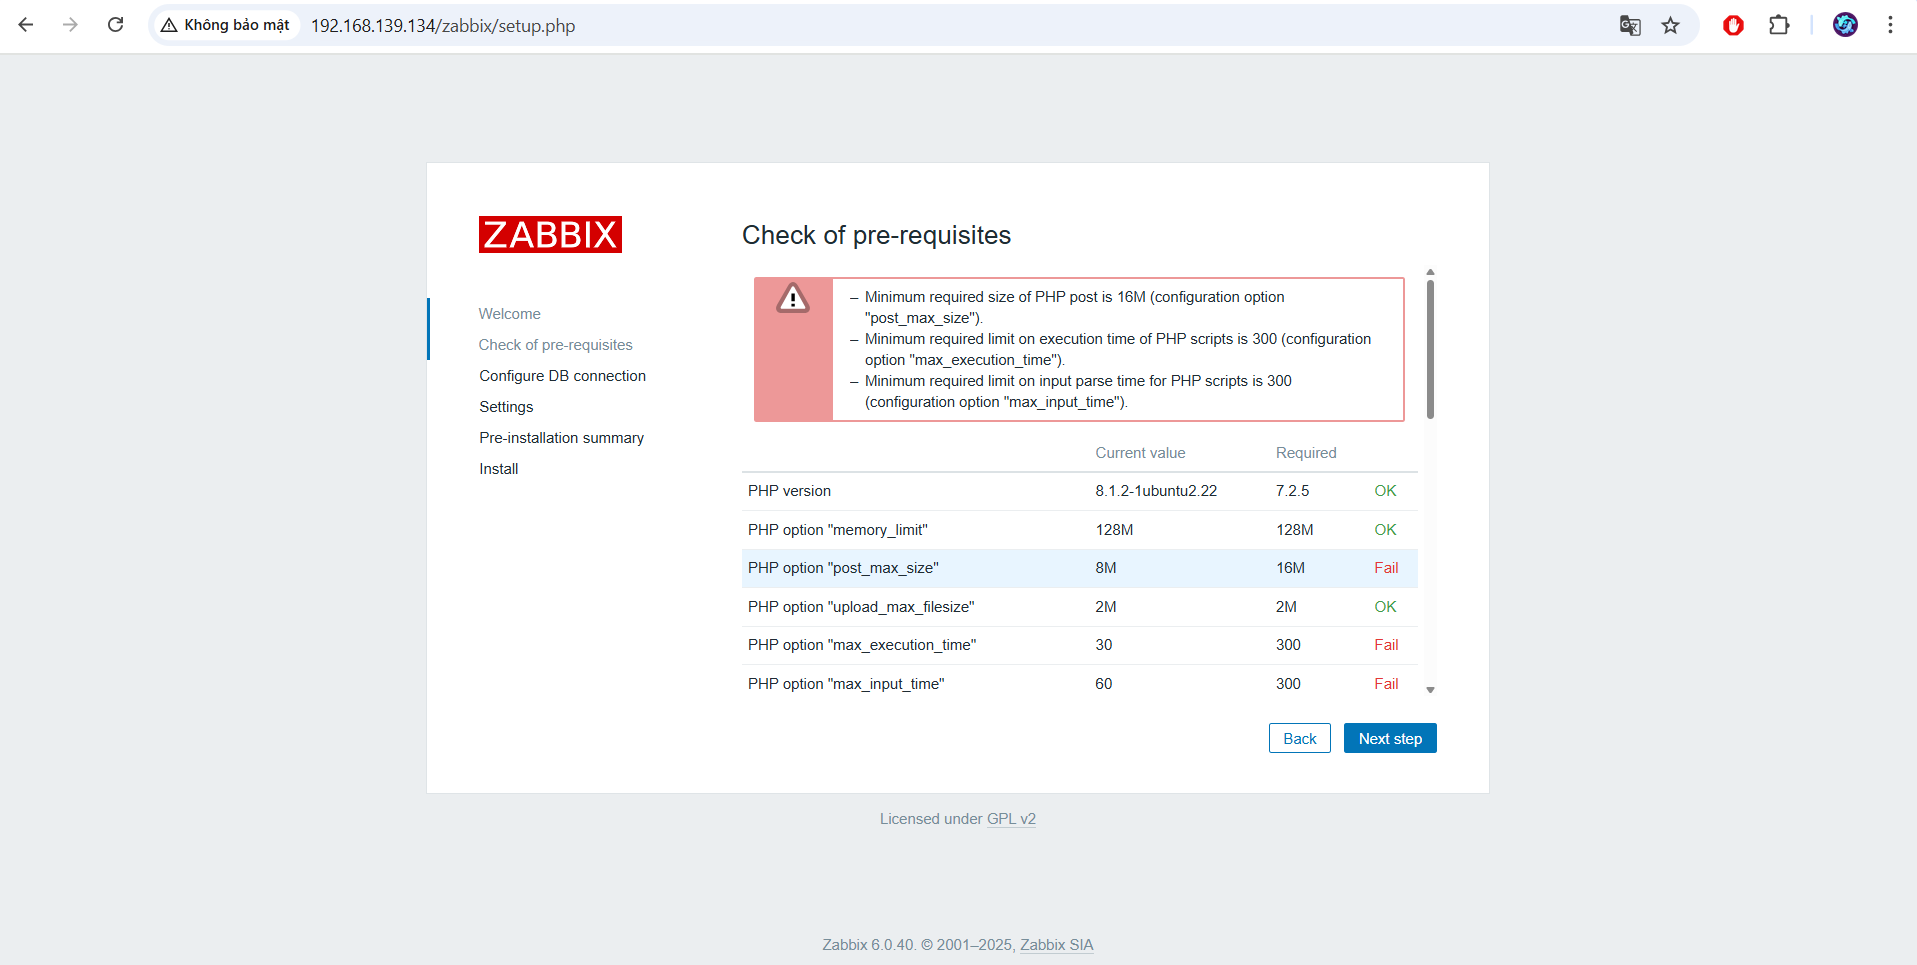 Không bảo mật
192.168.139.134/zabbix/setup.php
ZABBIX
Welcome
Check of pre-requisites
Configure DB connection
Settings
Pre-installation summary
Install
Check of pre-requisites
– Minimum required size of PHP post is 16M (configuration option
"post_max_size").
– Minimum required limit on execution time of PHP scripts is 300 (configuration
option "max_execution_time").
– Minimum required limit on input parse time for PHP scripts is 300
(configuration option "max_input_time").
Current value Required
PHP version 8.1.2-1ubuntu2.22 7.2.5 OK
PHP option "memory_limit" 128M 128M OK
PHP option "post_max_size" 8M 16M Fail
PHP option "upload_max_filesize" 2M 2M OK
PHP option "max_execution_time" 30 300 Fail
PHP option "max_input_time" 60 300 Fail
Back Next step
Licensed under GPL v2
Zabbix 6.0.40. © 2001–2025, Zabbix SIA